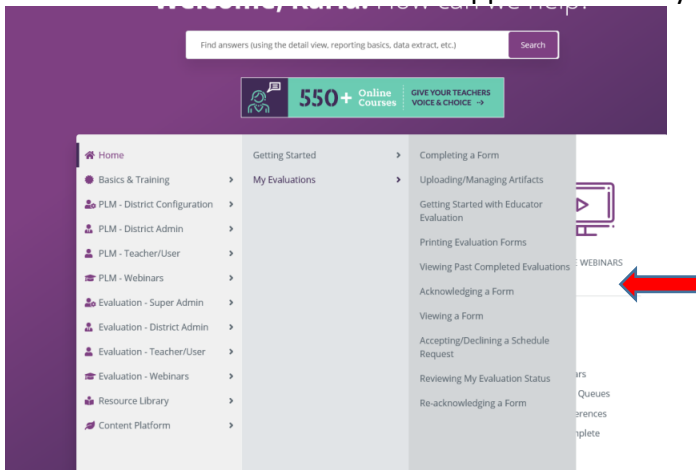 Welcome, Karla! How can we help?
Find answers (using the detail view, reporting basics, data extract, etc.)
Search
550+ Online Courses
GIVE YOUR TEACHERS
VOICE & CHOICE →
Home
Basics & Training
PLM - District Configuration
PLM - District Admin
PLM - Teacher/User
PLM - Webinars
Evaluation - Super Admin
Evaluation - District Admin
Evaluation - Teacher/User
Evaluation - Webinars
Resource Library
Content Platform
Getting Started
My Evaluations
Completing a Form
Uploading/Managing Artifacts
Getting Started with Educator
Evaluation
Printing Evaluation Forms
Viewing Past Completed Evaluations
Acknowledging a Form
Viewing a Form
Accepting/Declining a Schedule
Request
Reviewing My Evaluation Status
Re-acknowledging a Form
WEBINARS
Queues